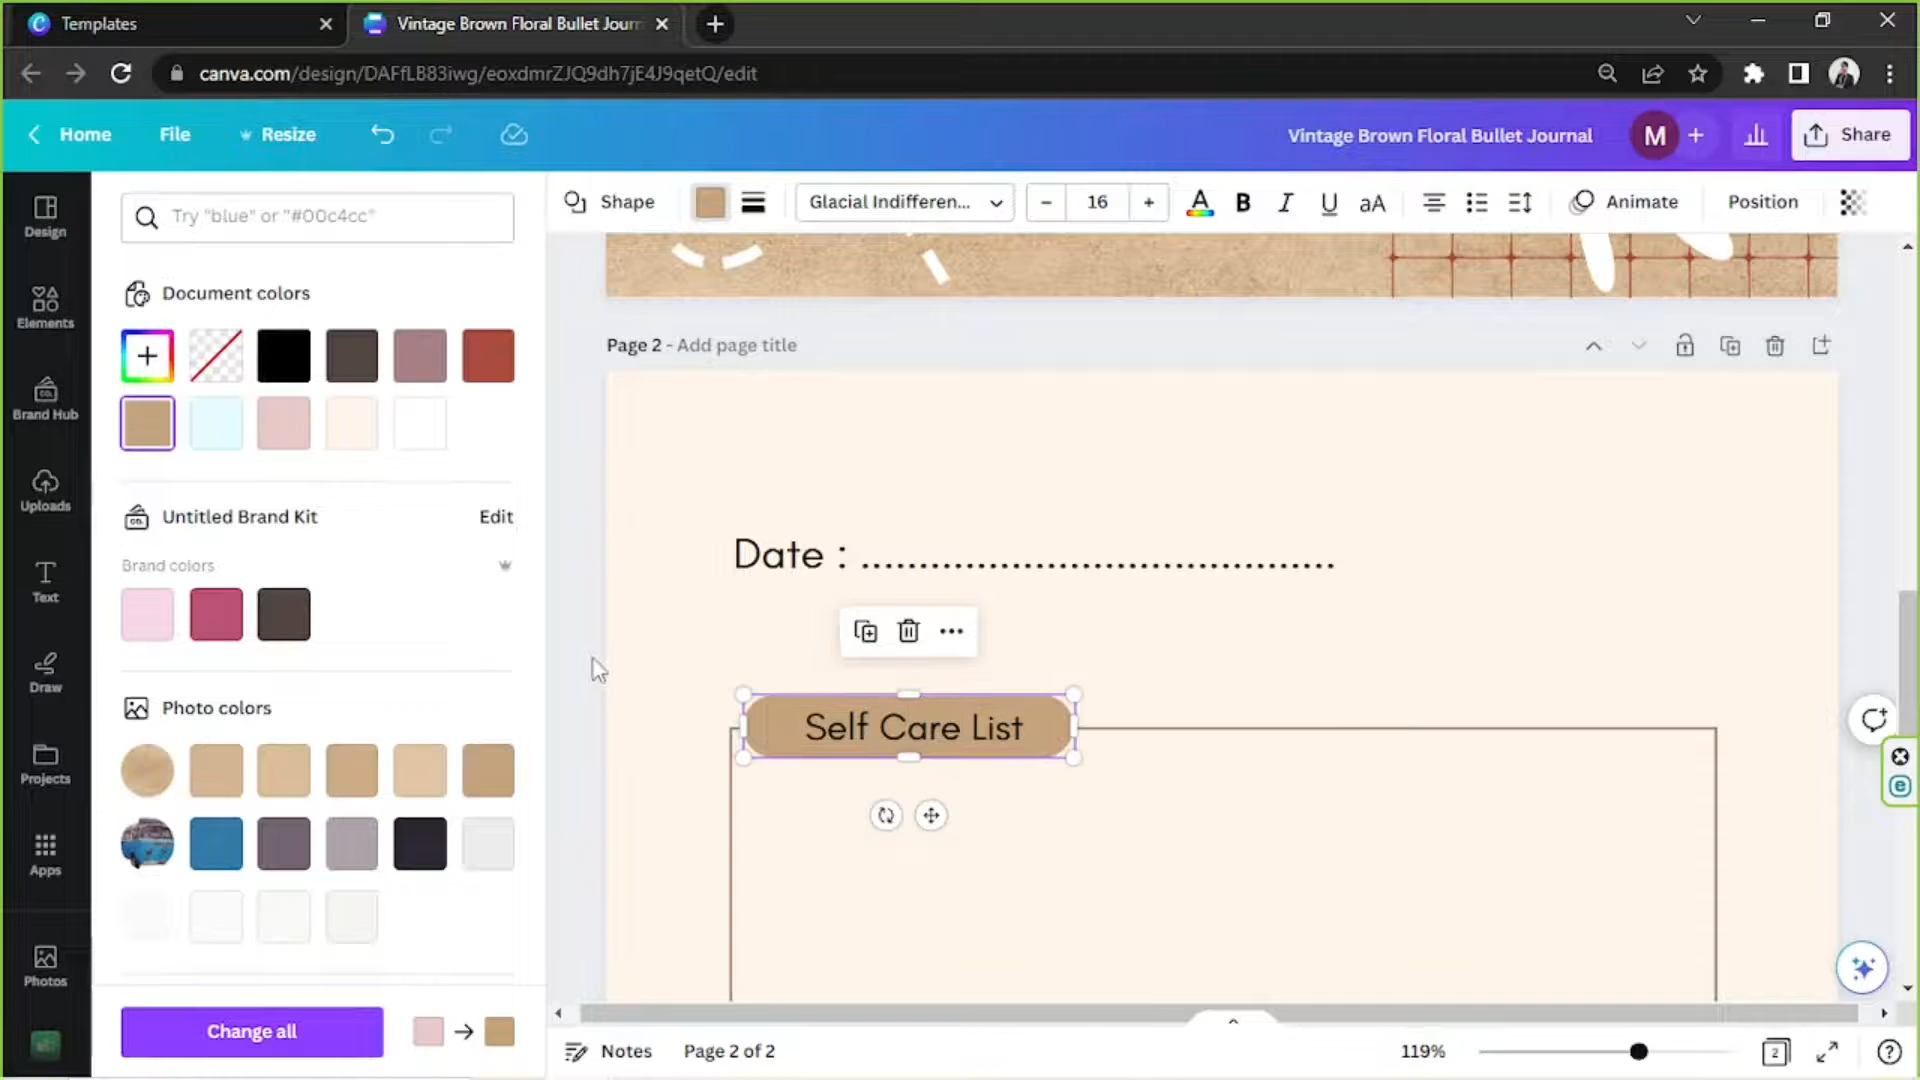 Templates
Vintage Brown Floral Bullet Jour
canva.com/design/DAFfLB83iwg/eoxdmrZJQ9dh7jE4J9qetQ/edit
Home
File
Resize
Vintage Brown Floral Bullet Journal
M
Share
Design
Elements
Brand Hub
Uploads
Text
Draw
Projects
Apps
Photos
Try "blue" or "#00c4cc"
Document colors
Untitled Brand Kit
Edit
Brand colors
Photo colors
Change all
Shape
Glacial Indifferen...
16
B
I
U
aA
Animate
Position
Page 2 - Add page title
Date : ........................................
Self Care List
Notes
Page 2 of 2
119%
2